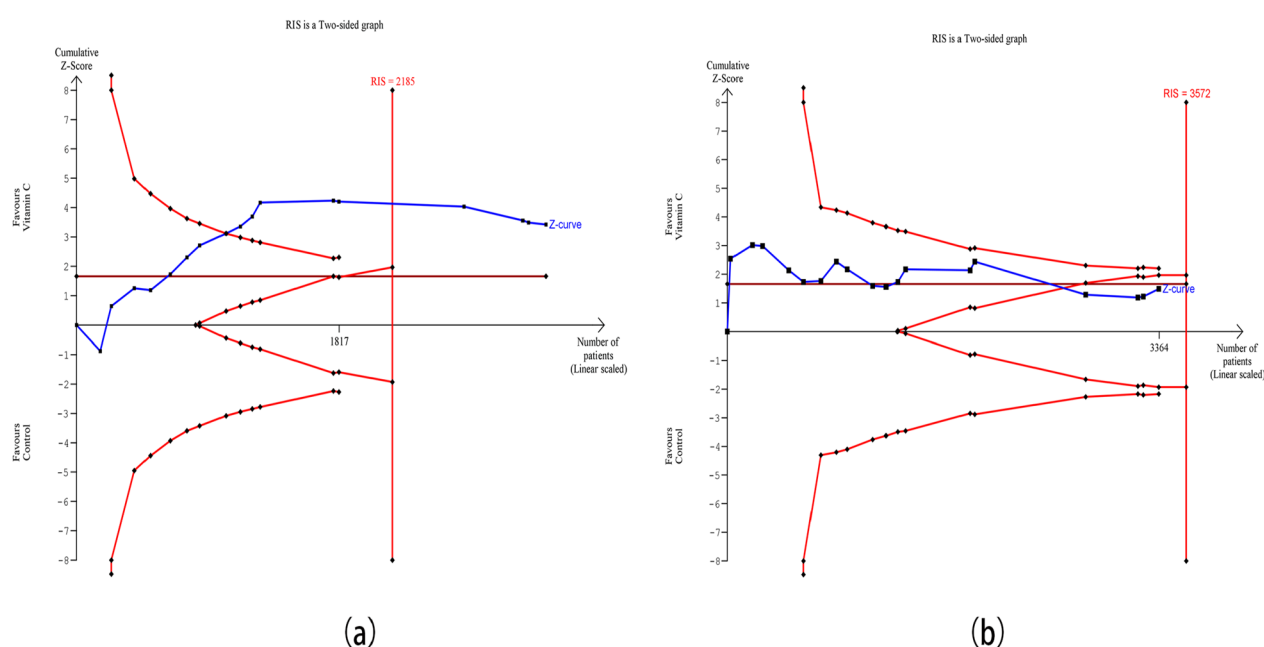 RIS is a Two-sided graph
Cumulative
Z-Score
RIS = 2185
8
7
6
5
4
3
2
1
-1
-2
-3
-4
-5
-6
-7
-8
Favours
Vitamin C
Favours
Control
Z-curve
1817
Number of
patients
(Linear scaled)
(a)
RIS is a Two-sided graph
Cumulative
Z-Score
RIS = 3572
8
7
6
5
4
3
2
1
-1
-2
-3
-4
-5
-6
-7
-8
Favours
Vitamin C
Favours
Control
Z-curve
3364
Number of
patients
(Linear scaled)
(b)